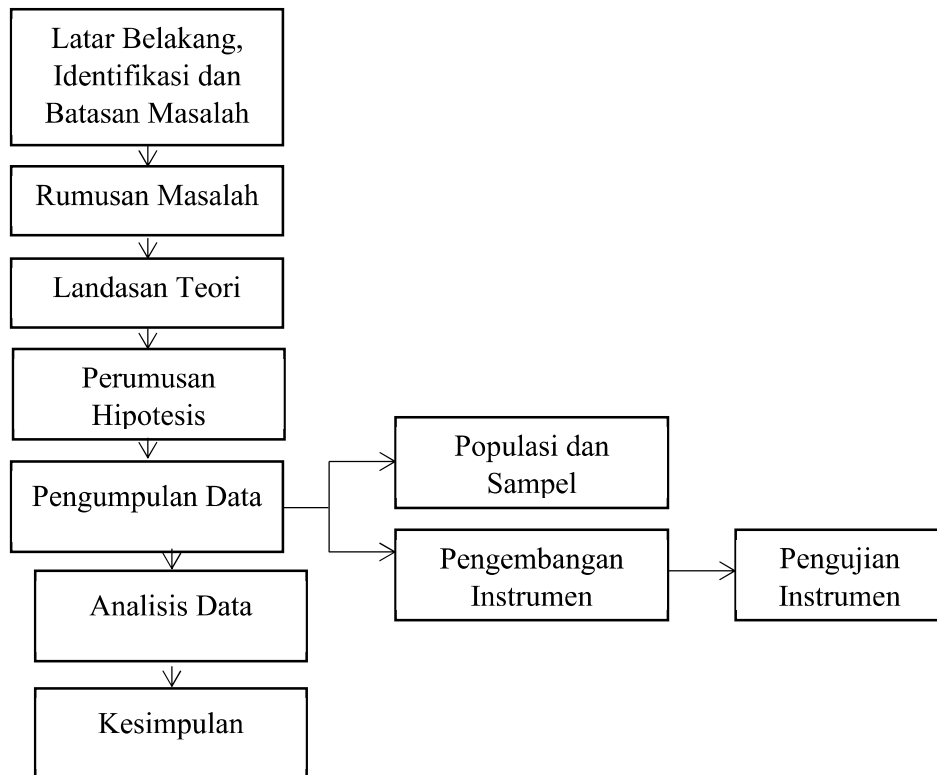 Latar Belakang,
Identifikasi dan
Batasan Masalah
Rumusan Masalah
Landasan Teori
Perumusan
Hipotesis
Pengumpulan Data
Populasi dan
Sampel
Pengembangan
Instrumen
Pengujian
Instrumen
Analisis Data
Kesimpulan